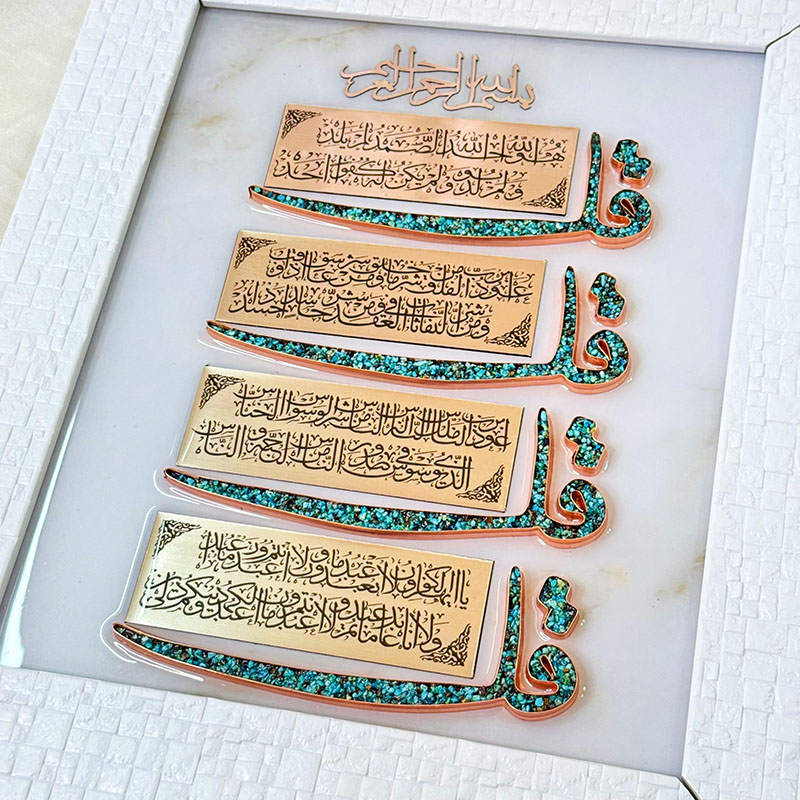 بسم الله الرحمن الرحيم
قل هو الله احد الله الصمد لم يلد
ولم يولد ولم يكن له كفوا احد
قل اعوذ برب الفلق من شر ما خلق ومن شر غاسق اذا وقب
ومن شر النفاثات في العقد ومن شر حاسد اذا حسد
قل اعوذ برب الناس ملك الناس اله الناس من شر الوسواس الخناس
الذي يوسوس في صدور الناس من الجنة و الناس
قل يا ايها الكافرون لا اعبد ما تعبدون ولا انتم عابدون ما اعبد
ولا انا عابد ما عبدتم ولا انتم عابدون ما اعبد لكم دينكم ولي دين